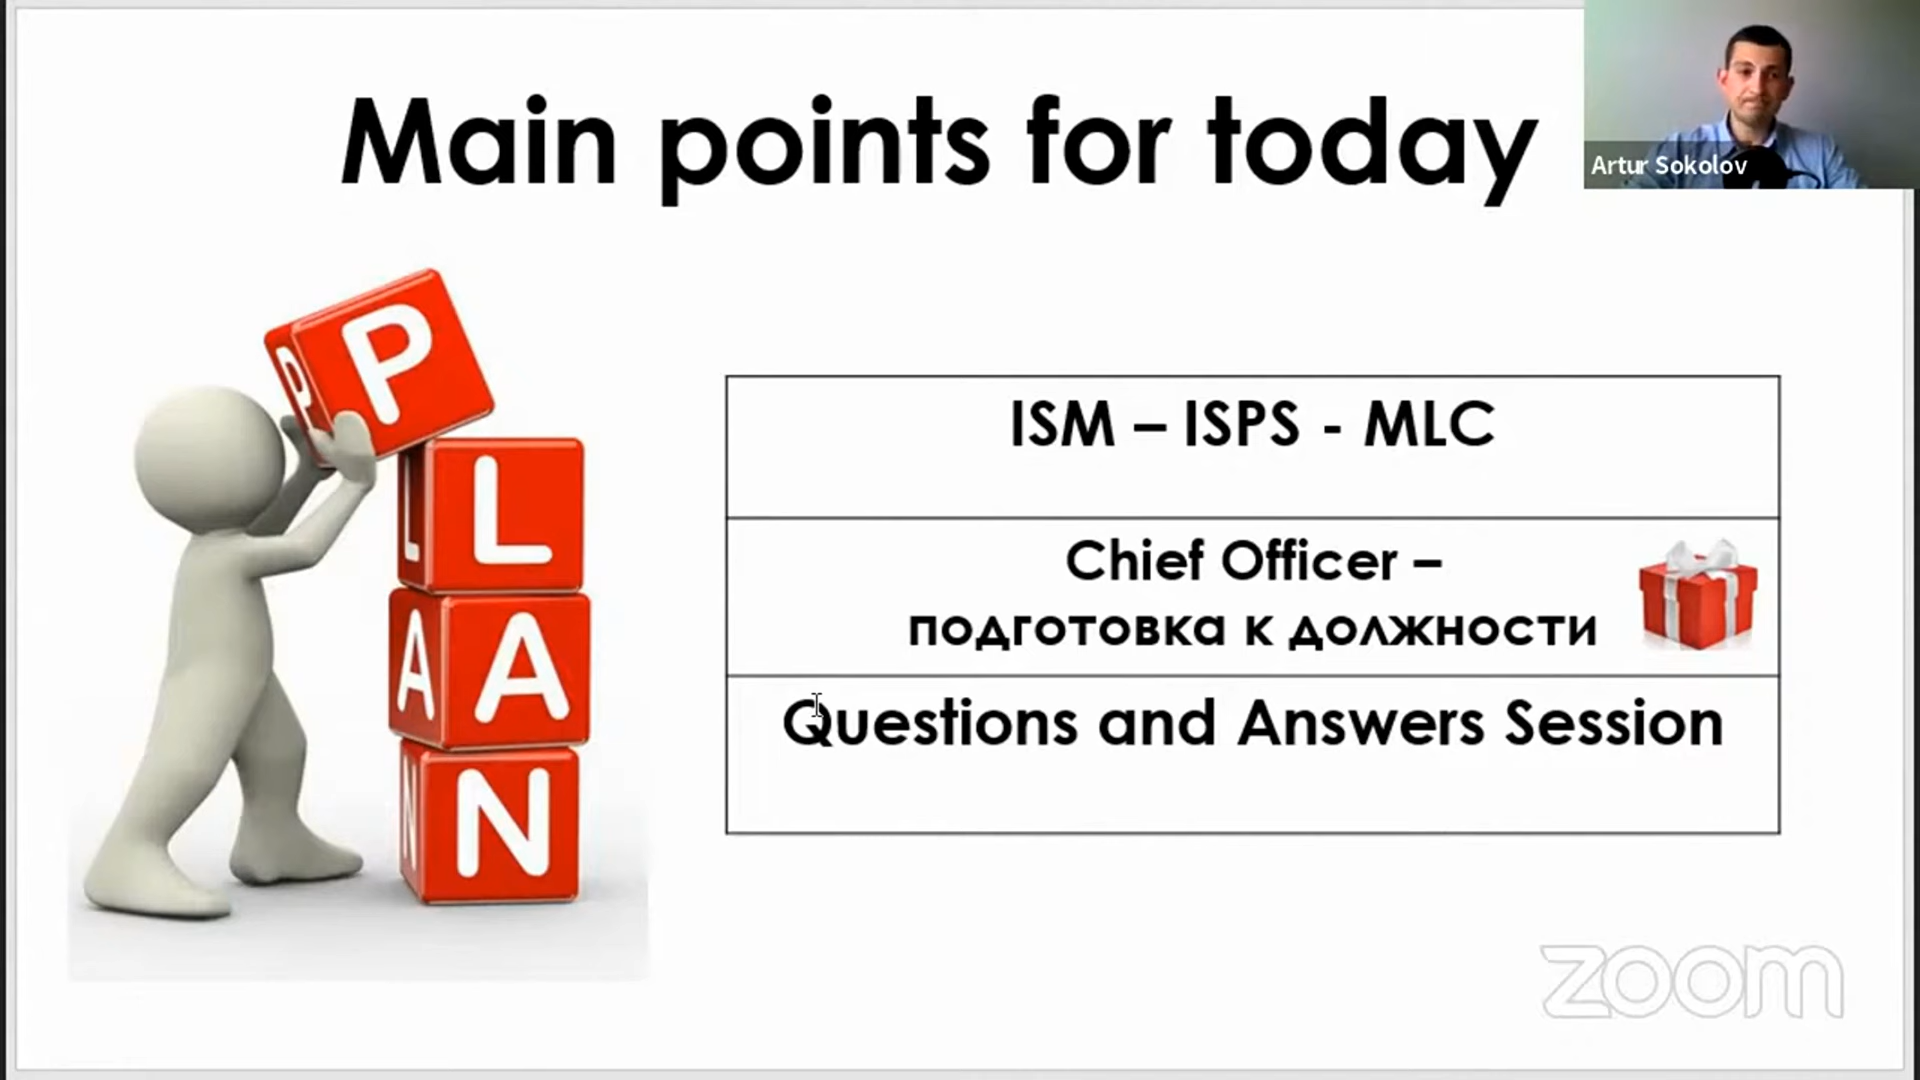 Main points for today
Artur Sokolov
P
P
L
L
A
A
N
N
ISM – ISPS - MLC
Chief Officer –
подготовка к должности
Questions and Answers Session
zoom